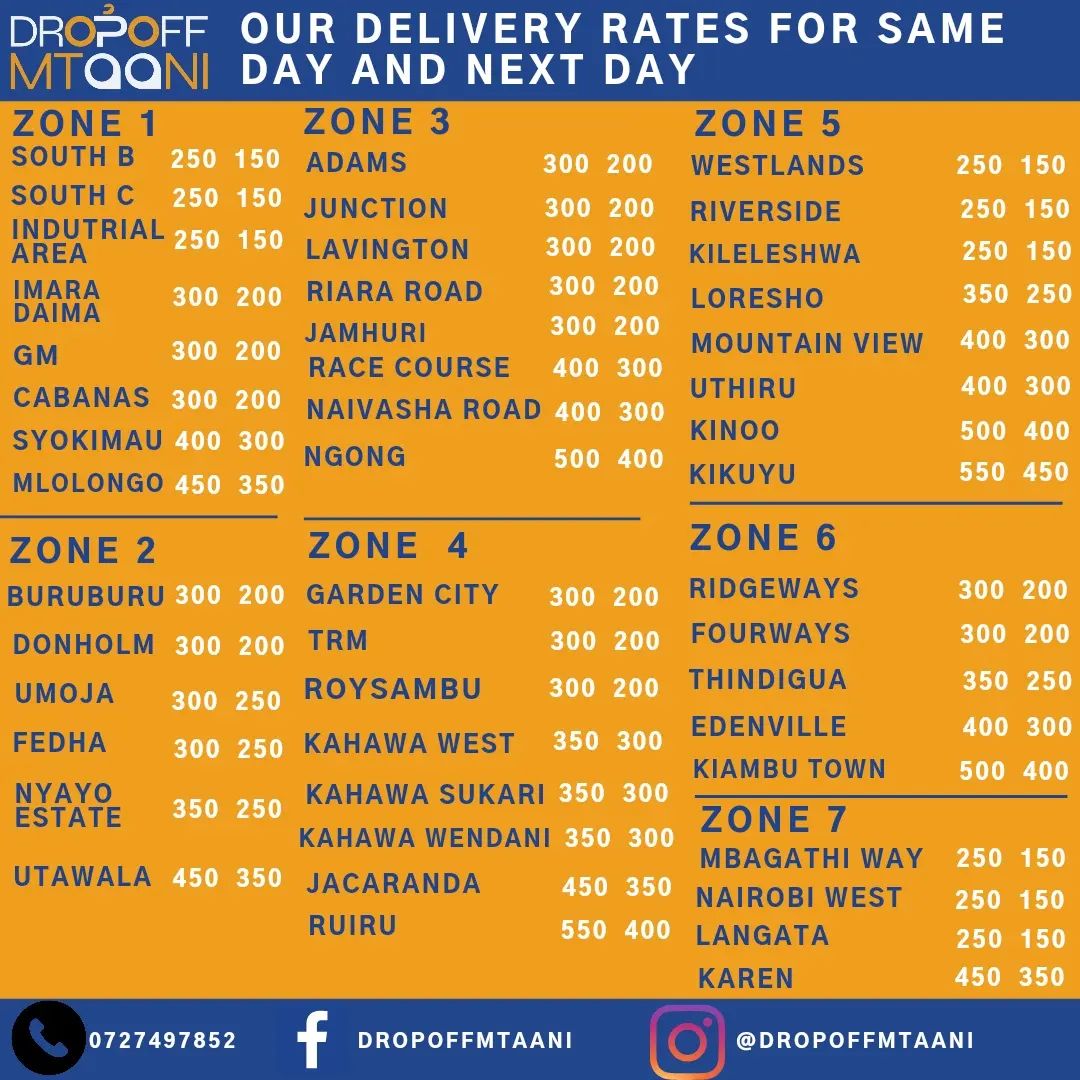 DROPOFF
MTAANI
OUR DELIVERY RATES FOR SAME
DAY AND NEXT DAY
ZONE 1
SOUTH B 250 150
SOUTH C 250 150
INDUTRIAL
AREA 250 150
IMARA
DAIMA 300 200
GM 300 200
CABANAS 300 200
SYOKIMAU 400 300
MLOLONGO 450 350
ZONE 2
BURUBURU 300 200
DONHOLM 300 200
UMOJA 300 250
FEDHA 300 250
NYAYO
ESTATE 350 250
UTAWALA 450 350
ZONE 3
ADAMS 300 200
JUNCTION 300 200
LAVINGTON 300 200
RIARA ROAD 300 200
JAMHURI 300 200
RACE COURSE 400 300
NAIVASHA ROAD 400 300
NGONG 500 400
ZONE 4
GARDEN CITY 300 200
TRM 300 200
ROYSAMBU 300 200
KAHAWA WEST 350 300
KAHAWA SUKARI 350 300
KAHAWA WENDANI 350 300
JACARANDA 450 350
RUIRU 550 400
ZONE 5
WESTLANDS 250 150
RIVERSIDE 250 150
KILELESHWA 250 150
LORESHO 350 250
MOUNTAIN VIEW 400 300
UTHIRU 400 300
KINOO 500 400
KIKUYU 550 450
ZONE 6
RIDGEWAYS 300 200
FOURWAYS 300 200
THINDIGUA 350 250
EDENVILLE 400 300
KIAMBU TOWN 500 400
ZONE 7
MBAGATHI WAY 250 150
NAIROBI WEST 250 150
LANGATA 250 150
KAREN 450 350
0727497852
DROPOFFMTAANI
@DROPOFFMTAANI